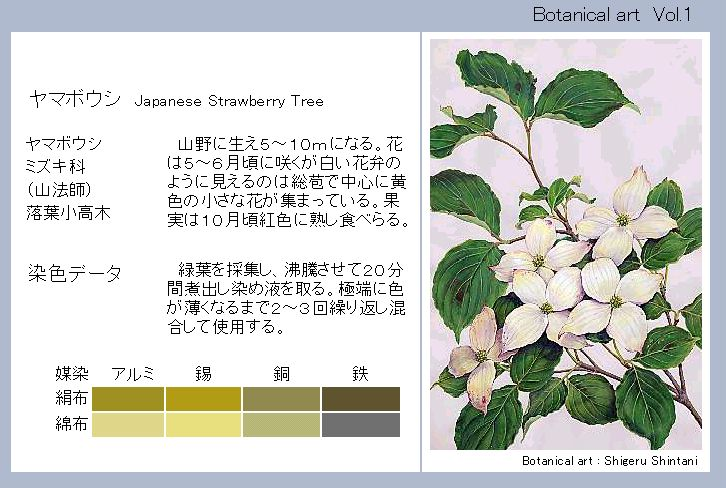 Botanical art Vol.1
ヤマボウシ Japanese Strawberry Tree
ヤマボウシ
ミズキ科
(山法師)
落葉小高木
山野に生え5～10mになる。花
は5～6月頃に咲くが白い花弁の
ように見えるのは総苞で中心に黄
色の小さな花が集まっている。果
実は10月頃紅色に熟し食べらる。
染色データ
緑葉を採集し、沸騰させて20分
間煮出し染め液を取る。極端に色
が薄くなるまで2～3回繰り返し混
合して使用する。
媒染 アルミ 錫 銅 鉄
絹布
綿布
Botanical art : Shigeru Shintani